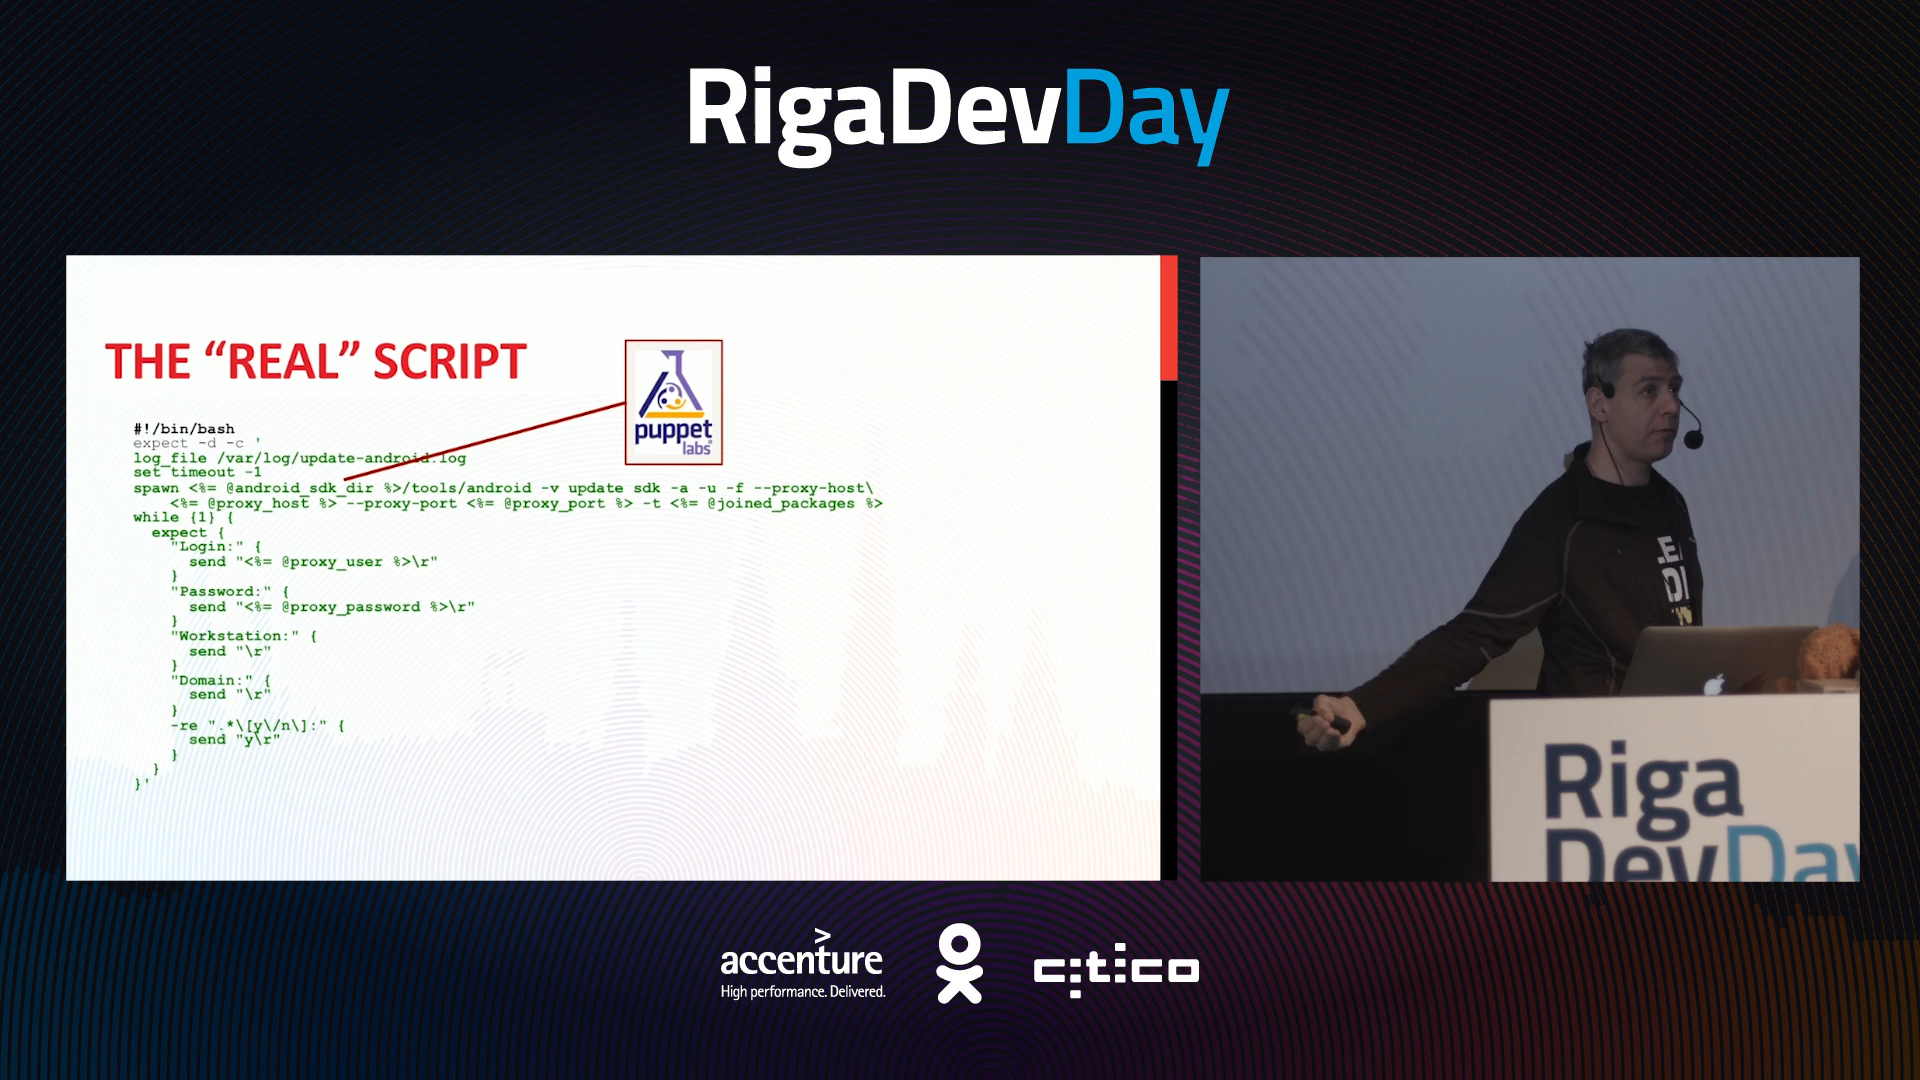 RigaDevDay
THE “REAL” SCRIPT
puppet
labs
#!/bin/bash
expect -d -c '
log_file /var/log/update-android.log
set timeout -1
spawn <%= @android_sdk_dir %>/tools/android -v update sdk -a -u -f --proxy-host\
<%= @proxy_host %> --proxy-port <%= @proxy_port %> -t <%= @joined_packages %>
while {1} {
expect {
"Login:" {
send "<%= @proxy_user %>\r"
}
"Password:" {
send "<%= @proxy_password %>\r"
}
"Workstation:" {
send "\r"
}
"Domain:" {
send "\r"
}
-re ".*\[y\/n\]:" {
send "y\r"
}
}
}'
Riga
DevDay
accenture
High performance. Delivered.
citico